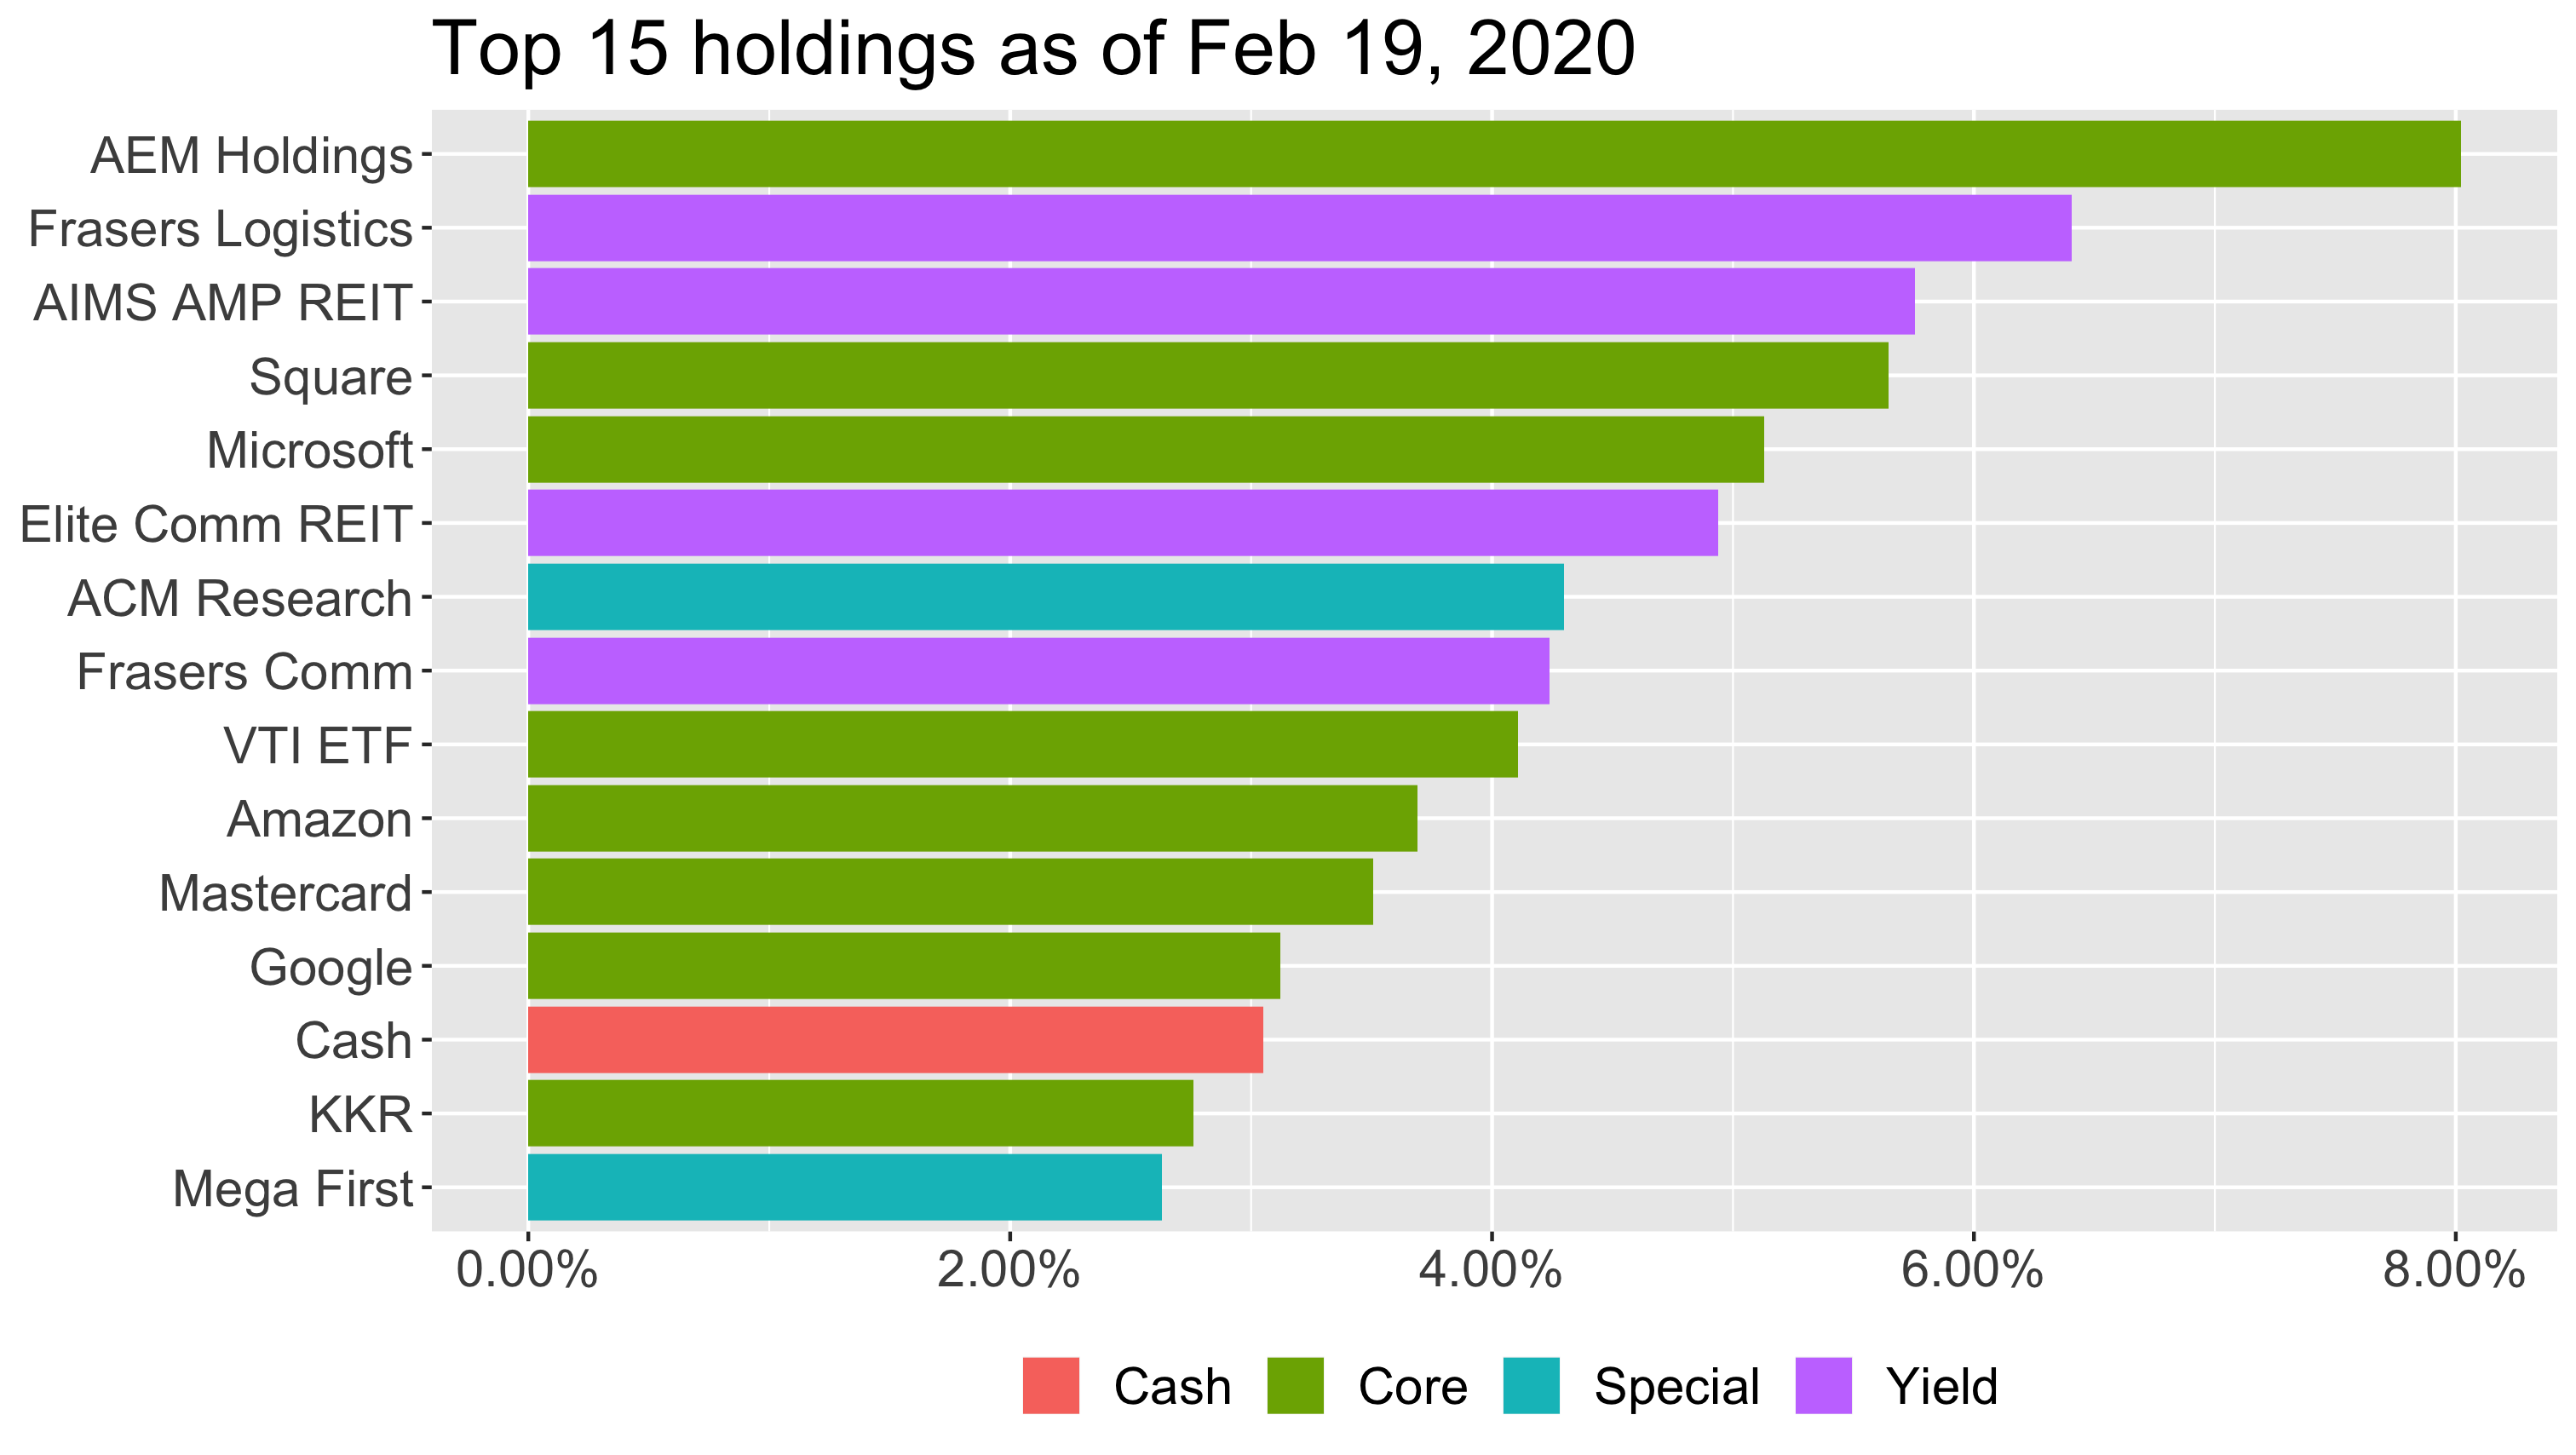 Top 15 holdings as of Feb 19, 2020
AEM Holdings
Frasers Logistics
AIMS AMP REIT
Square
Microsoft
Elite Comm REIT
ACM Research
Frasers Comm
VTI ETF
Amazon
Mastercard
Google
Cash
KKR
Mega First
0.00% 2.00% 4.00% 6.00% 8.00%
Cash Core Special Yield